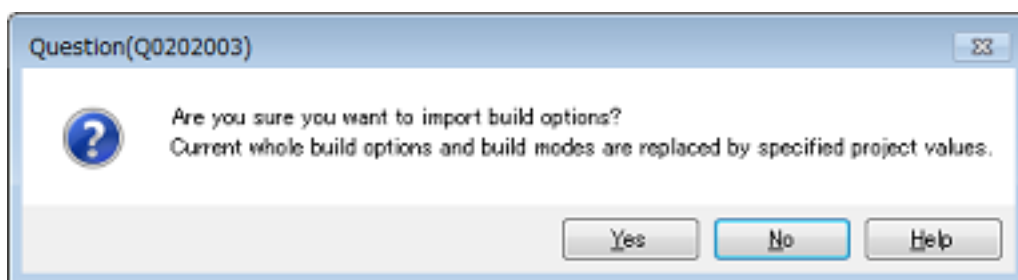 Question(Q0202003)
Are you sure you want to import build options?
Current whole build options and build modes are replaced by specified project values.
Yes No Help